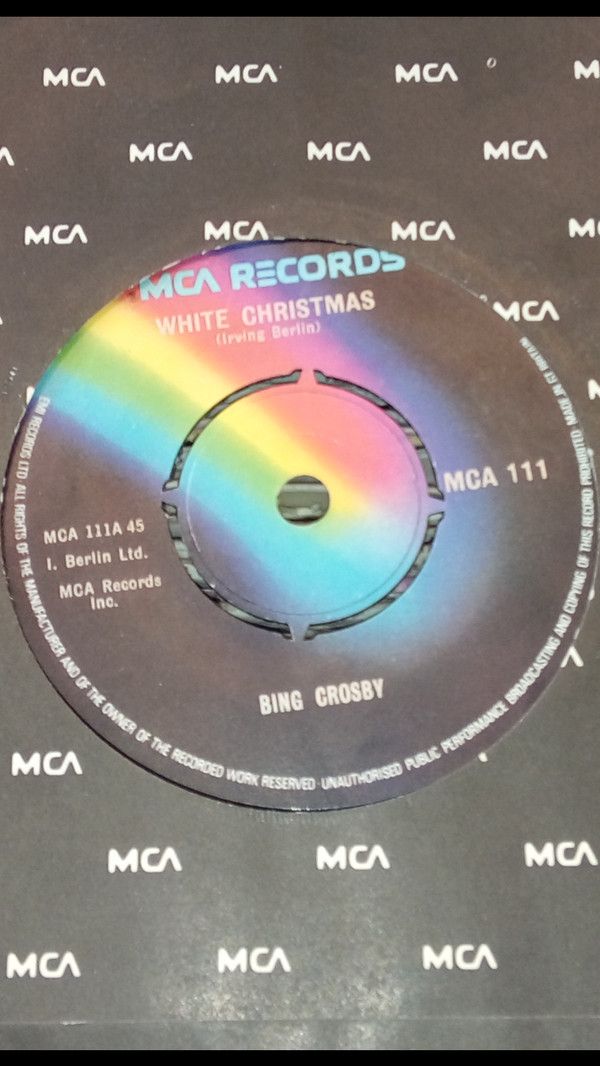 MCA MCA MCA M
MCA MCA MCA
MCA MCA MCA M
MCA RECORDS
WHITE CHRISTMAS
(Irving Berlin)
MCA
MCA 111
MCA 111A 45
I. Berlin Ltd.
MCA Records
Inc.
BING CROSBY
EMI RECORDS LTD ALL RIGHTS OF THE MANUFACTURER AND OF THE OWNER OF THE RECORDED WORK RESERVED · UNAUTHORISED PUBLIC PERFORMANCE BROADCASTING AND COPYING OF THIS RECORD PROHIBITED. MADE IN GT BRITAIN
MCA
MCA MCA MCA
MCA MCA MCA